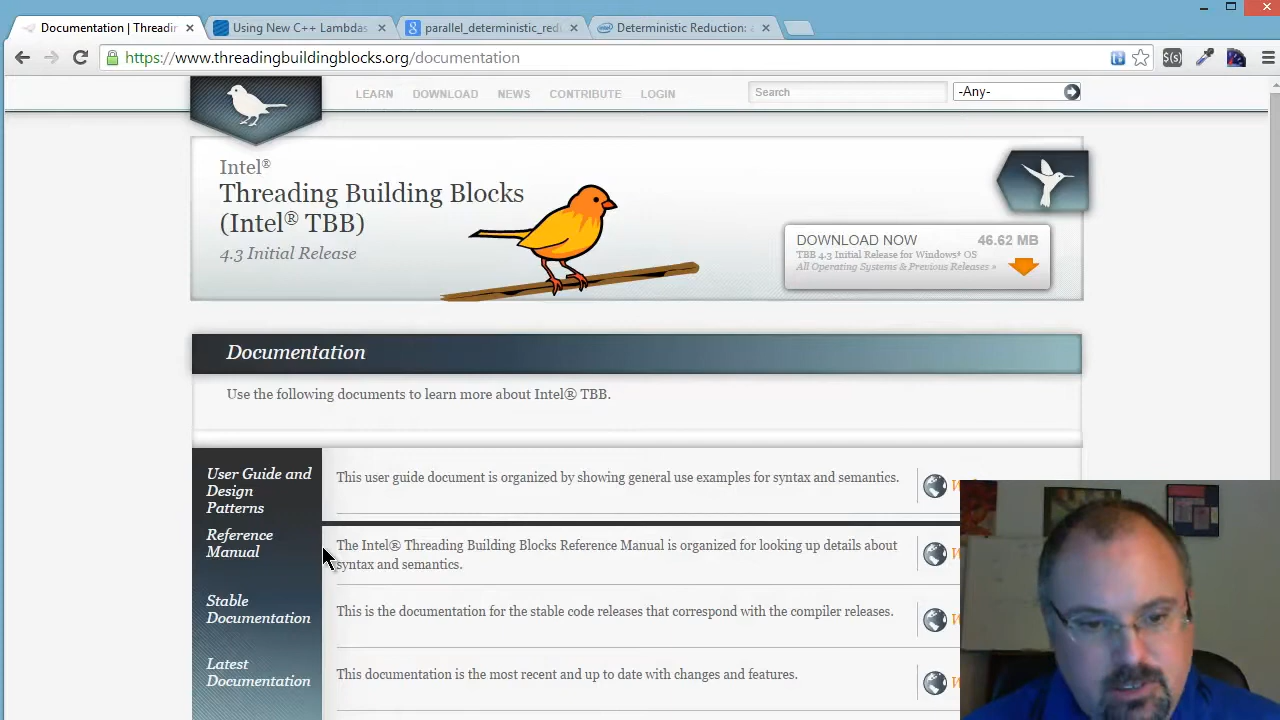 Documentation | Threadin
Using New C++ Lambdas
parallel_deterministic_red
Deterministic Reduction: a
https://www.threadingbuildingblocks.org/documentation
LEARN DOWNLOAD NEWS CONTRIBUTE LOGIN
Search
-Any-
Intel®
Threading Building Blocks
(Intel® TBB)
4.3 Initial Release
DOWNLOAD NOW 46.62 MB
TBB 4.3 Initial Release for Windows* OS
All Operating Systems & Previous Releases »
Documentation
Use the following documents to learn more about Intel® TBB.
User Guide and
Design
Patterns
This user guide document is organized by showing general use examples for syntax and semantics.
Reference
Manual
The Intel® Threading Building Blocks Reference Manual is organized for looking up details about
syntax and semantics.
Stable
Documentation
This is the documentation for the stable code releases that correspond with the compiler releases.
Latest
Documentation
This documentation is the most recent and up to date with changes and features.